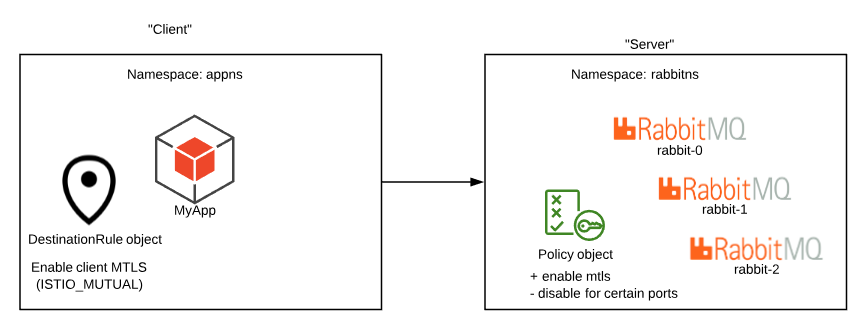 "Client"
Namespace: appns
MyApp
DestinationRule object
Enable client MTLS
(ISTIO_MUTUAL)
"Server"
Namespace: rabbitns
RabbitMQ
rabbit-0
RabbitMQ
rabbit-1
RabbitMQ
rabbit-2
Policy object
+ enable mtls
- disable for certain ports